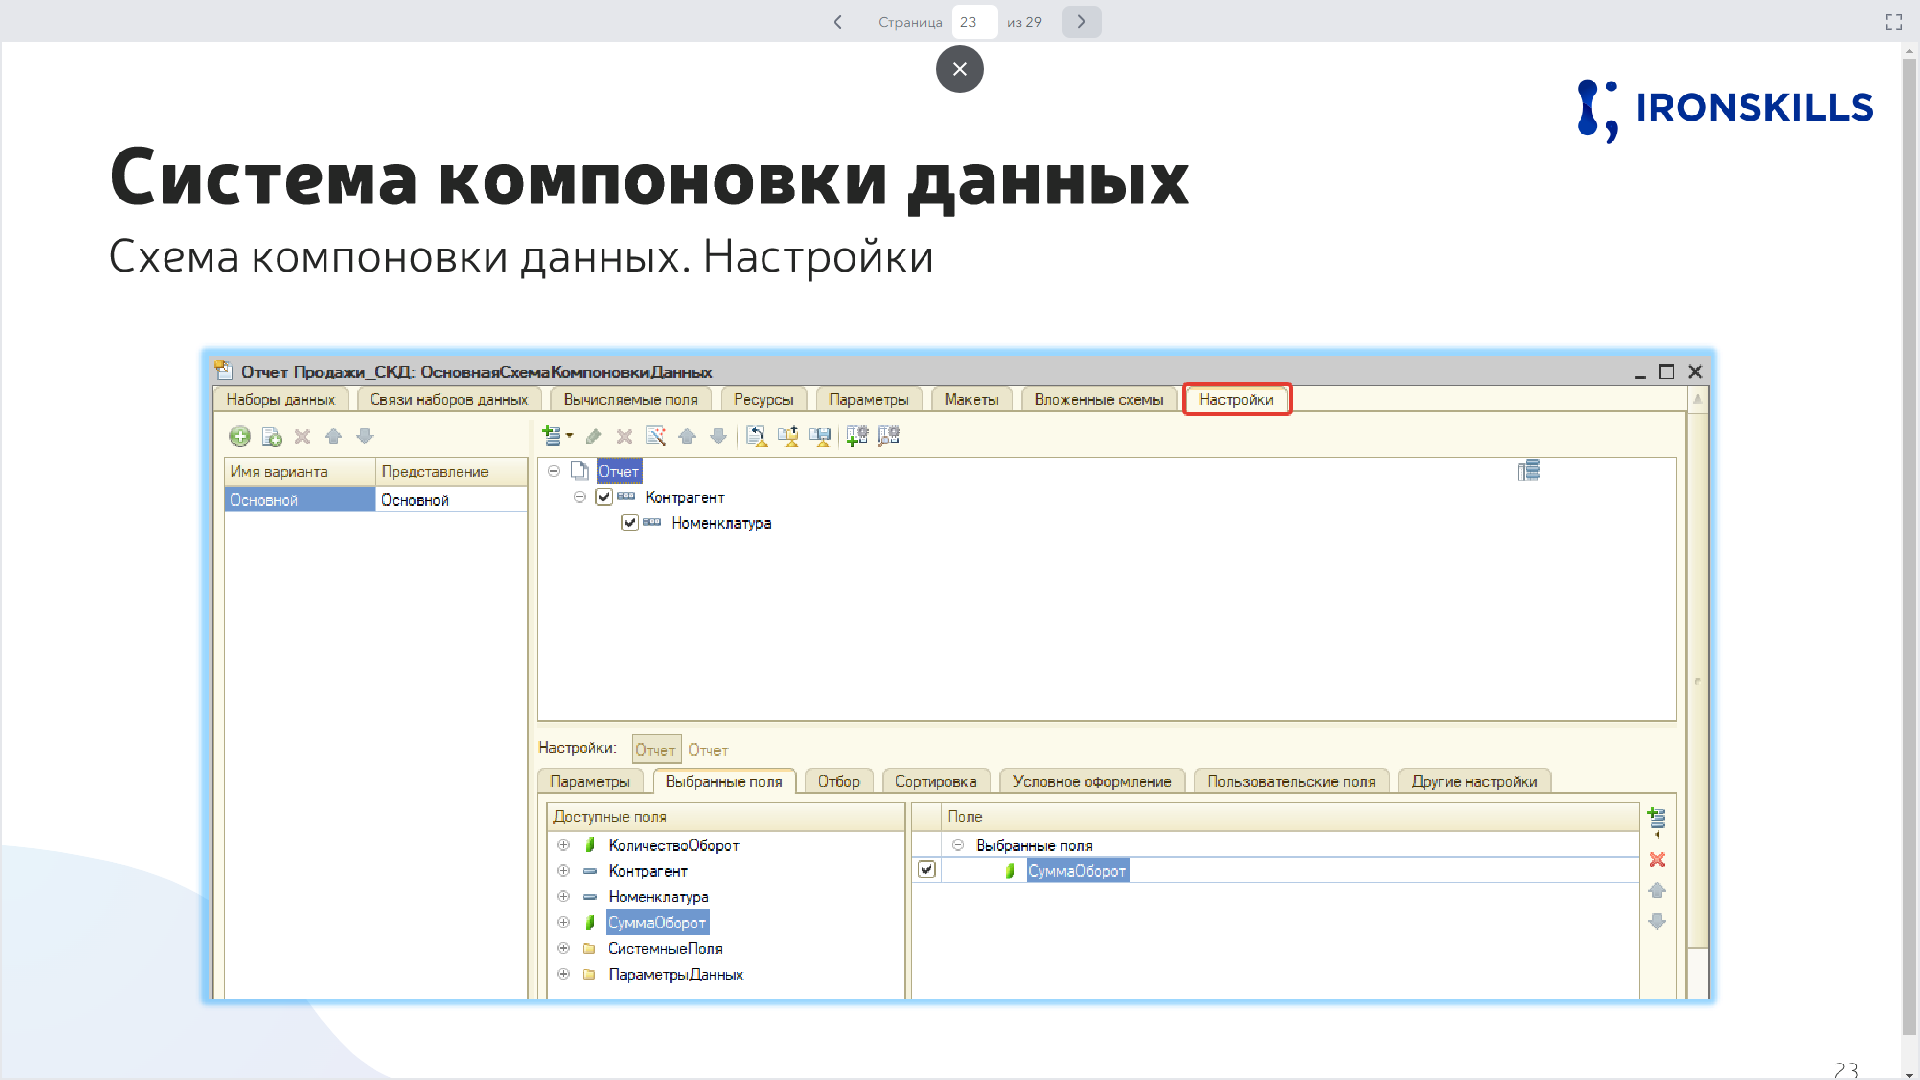 Страница 23 из 29
IRONSKILLS
Система компоновки данных
Схема компоновки данных. Настройки
Отчет Продажи_СКД: ОсновнаяСхемаКомпоновкиДанных
Наборы данных Связи наборов данных Вычисляемые поля Ресурсы Параметры Макеты Вложенные схемы Настройки
Имя варианта Представление
Основной Основной
Отчет
Контрагент
Номенклатура
Настройки: Отчет Отчет
Параметры Выбранные поля Отбор Сортировка Условное оформление Пользовательские поля Другие настройки
Доступные поля
КоличествоОборот
Контрагент
Номенклатура
СуммаОборот
СистемныеПоля
ПараметрыДанных
Поле
Выбранные поля
СуммаОборот
23